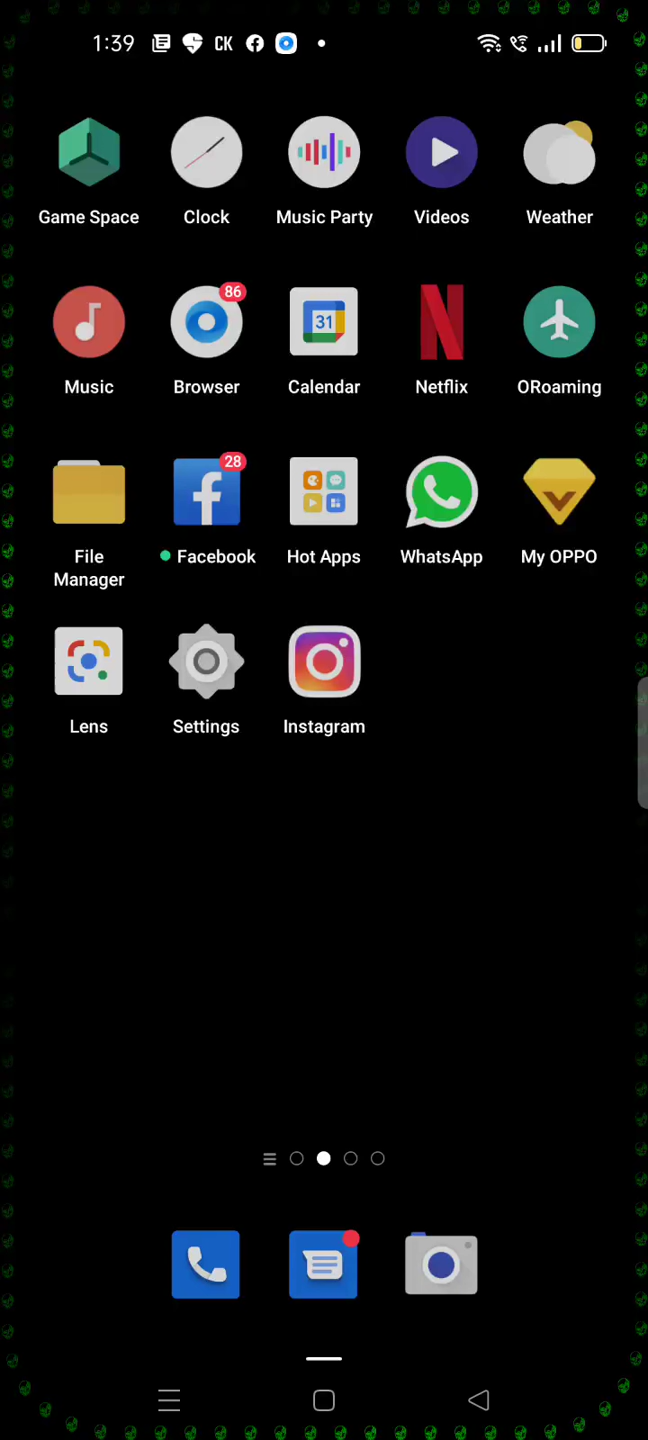 1:39 CK
Game Space Clock Music Party Videos Weather
86
31
Music Browser Calendar Netflix ORoaming
28
File Manager Facebook Hot Apps WhatsApp My OPPO
Lens Settings Instagram